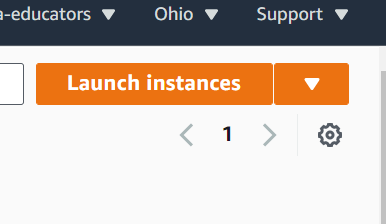 a-educators Ohio Support
Launch instances
1